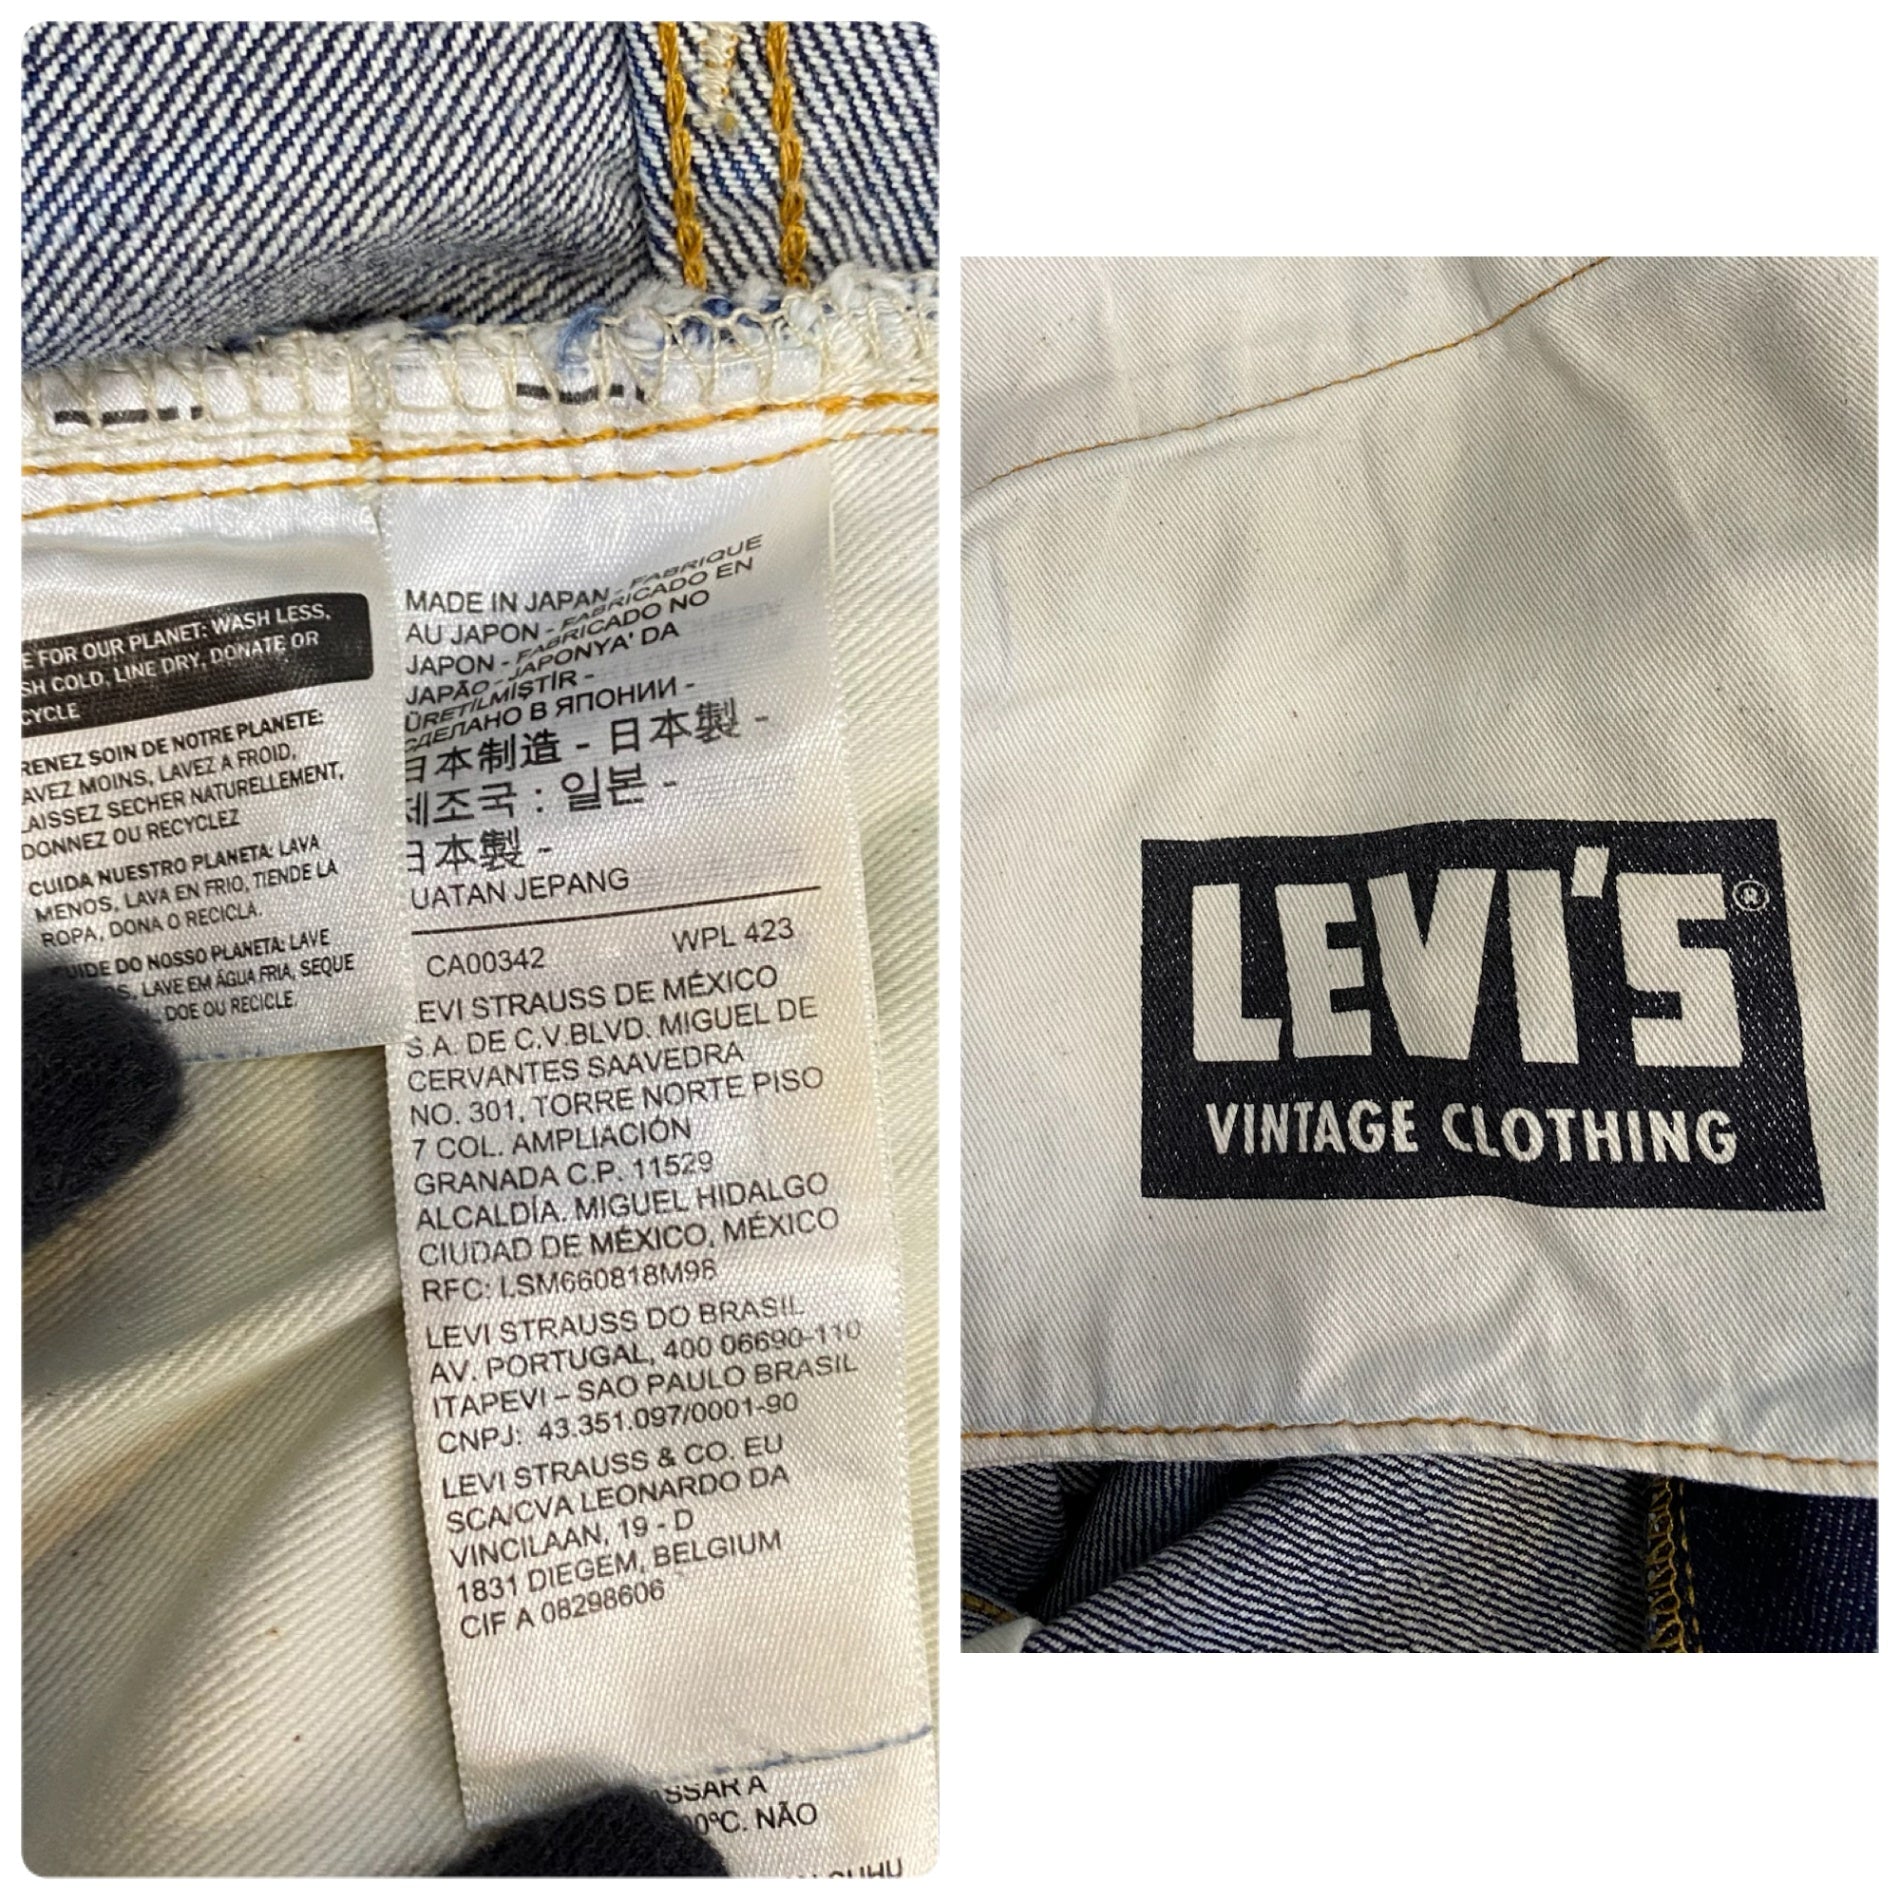 E FOR OUR PLANET: WASH LESS,
SH COLD, LINE DRY, DONATE OR
CYCLE
RENEZ SOIN DE NOTRE PLANETE:
AVEZ MOINS, LAVEZ A FROID,
AISSEZ SECHER NATURELLEMENT,
DONNEZ OU RECYCLEZ
CUIDA NUESTRO PLANETA: LAVA
MENOS, LAVA EN FRIO, TIENDE LA
ROPA, DONA O RECICLA.
UIDE DO NOSSO PLANETA: LAVE
S, LAVE EM ÁGUA FRIA, SEQUE
, DOE OU RECICLE.
MADE IN JAPAN - FABRIQUE
AU JAPON - FABRICADO EN
JAPON - FABRICADO NO
JAPÃO - JAPONYA' DA
ÜRETİLMİŞTİR -
СДЕЛАНО В ЯПОНИИ -
日本制造 - 日本製 -
제조국 : 일본 -
日本製 -
UATAN JEPANG
CA00342 WPL 423
LEVI STRAUSS DE MÉXICO
S.A. DE C.V.BLVD. MIGUEL DE
CERVANTES SAAVEDRA
NO. 301, TORRE NORTE PISO
7 COL. AMPLIACIÓN
GRANADA C.P. 11529
ALCALDÍA. MIGUEL HIDALGO
CIUDAD DE MÉXICO, MÉXICO
RFC: LSM660818M98
LEVI STRAUSS DO BRASIL
AV. PORTUGAL, 400 06690-110
ITAPEVI – SAO PAULO BRASIL
CNPJ: 43.351.097/0001-90
LEVI STRAUSS & CO. EU
SCA/CVA LEONARDO DA
VINCILAAN, 19 - D
1831 DIEGEM, BELGIUM
CIF A 08298606
SSAR A
00ºC. NÃO
LEVI'S®
VINTAGE CLOTHING